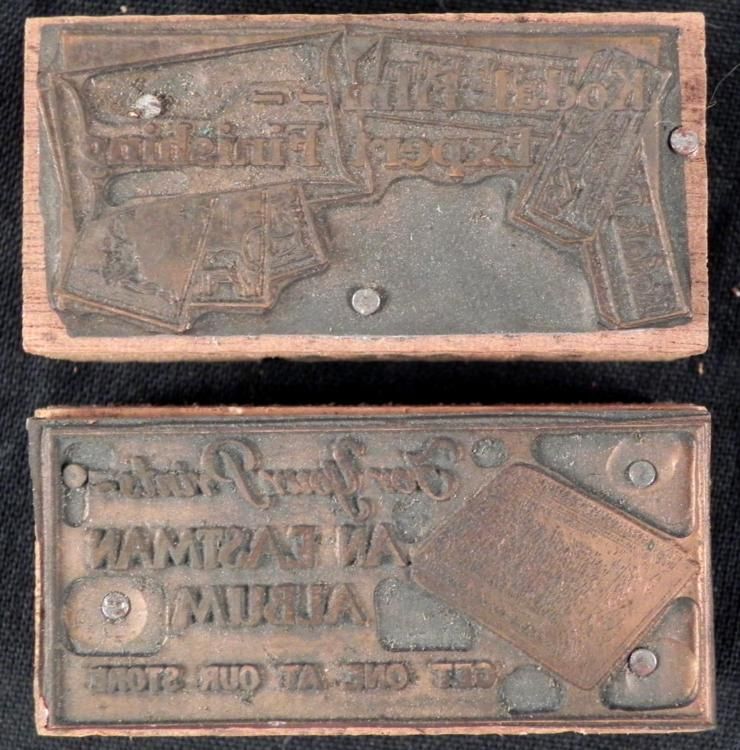 Kodak Film =
Expert Finishing
For Your Prints—
AN EASTMAN
ALBUM
GET ONE AT OUR STORE